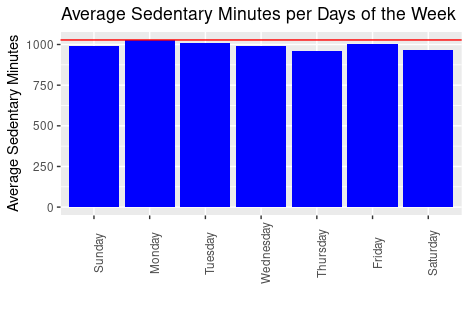 Average Sedentary Minutes per Days of the Week
Average Sedentary Minutes
1000
750
500
250
0
Sunday
Monday
Tuesday
Wednesday
Thursday
Friday
Saturday